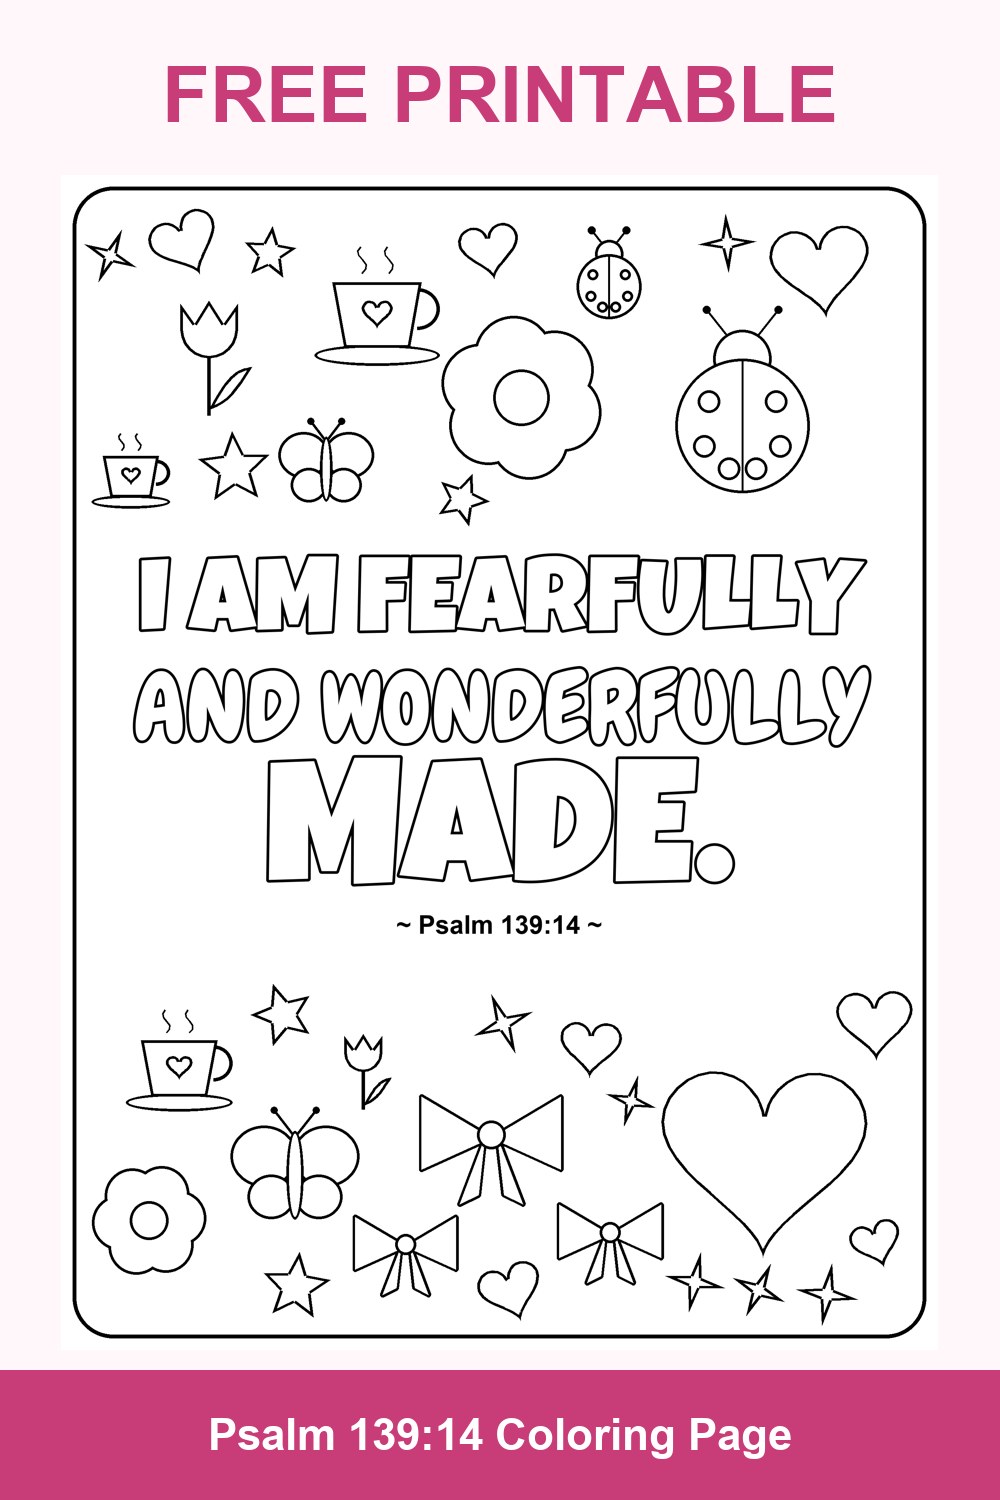 FREE PRINTABLE
I AM FEARFULLY
AND WONDERFULLY
MADE.
~ Psalm 139:14 ~
Psalm 139:14 Coloring Page